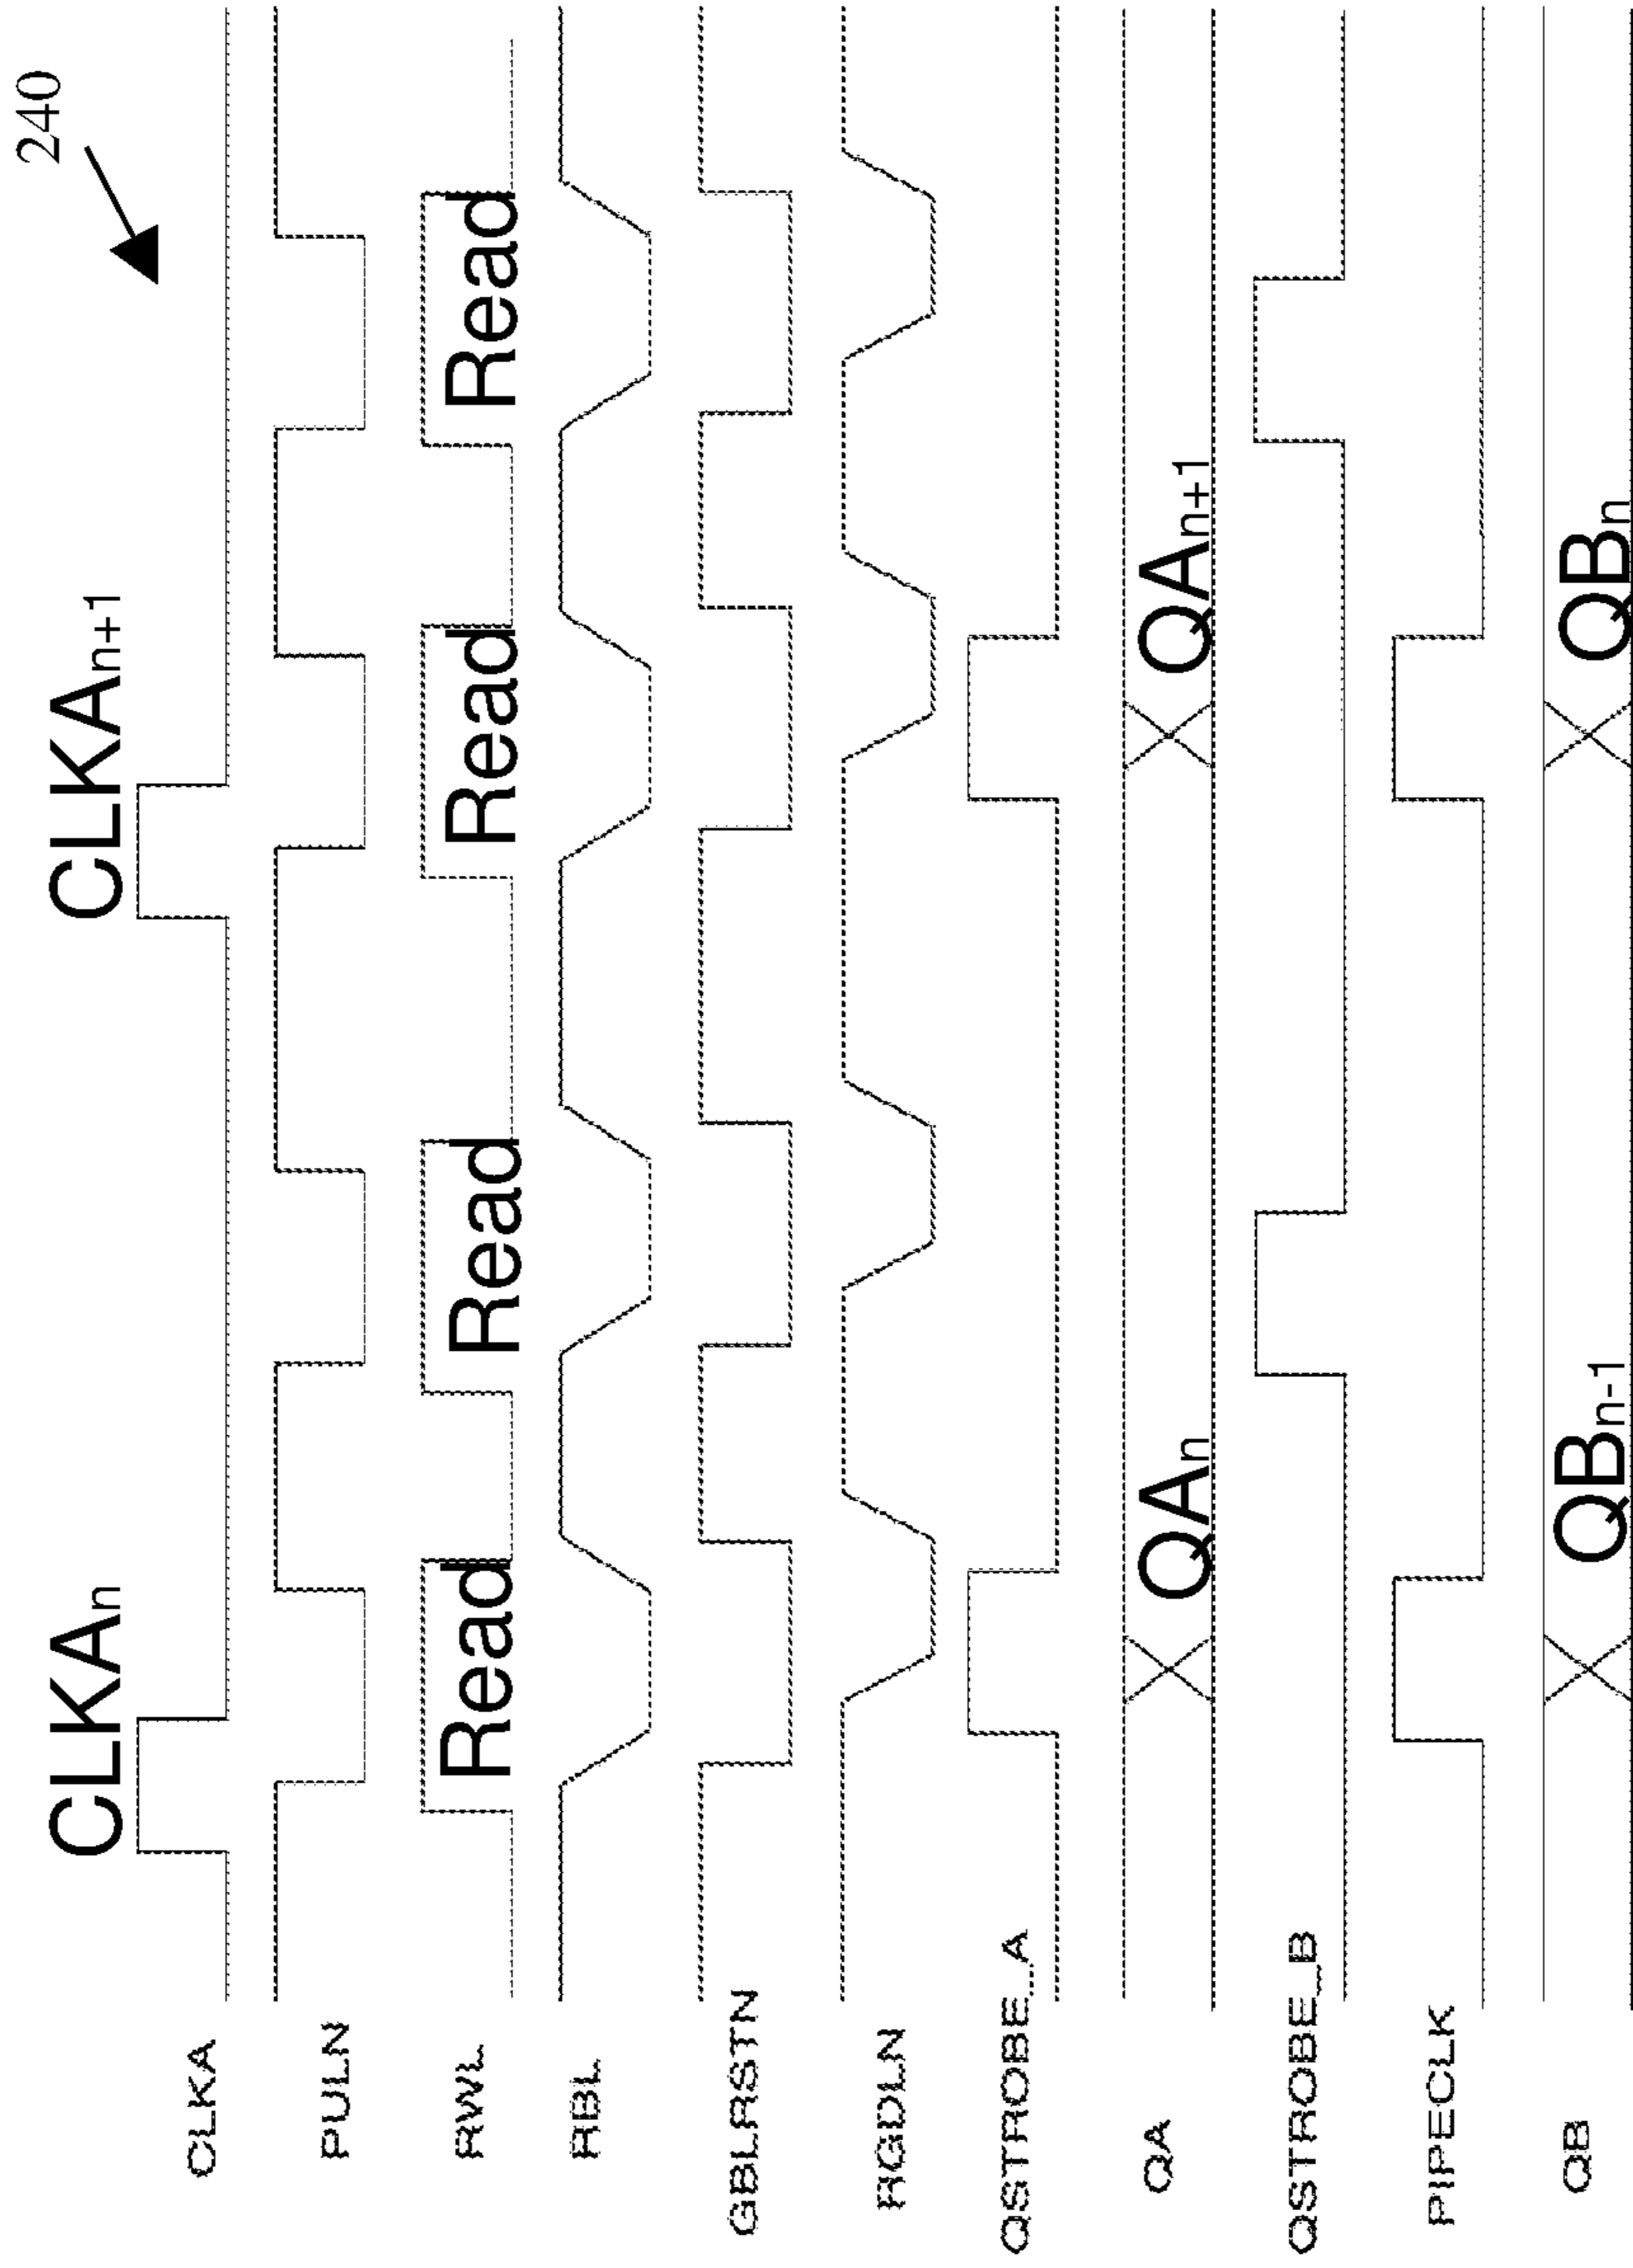 240
CLKA CLKAn CLKAn+1
PULN
RWL Read Read Read Read
RBL
GBLRSTN
RGDLN
QSTROBE_A
QA QAn QAn+1
QSTROBE_B
PIPECLK
QB QBn-1 QBn